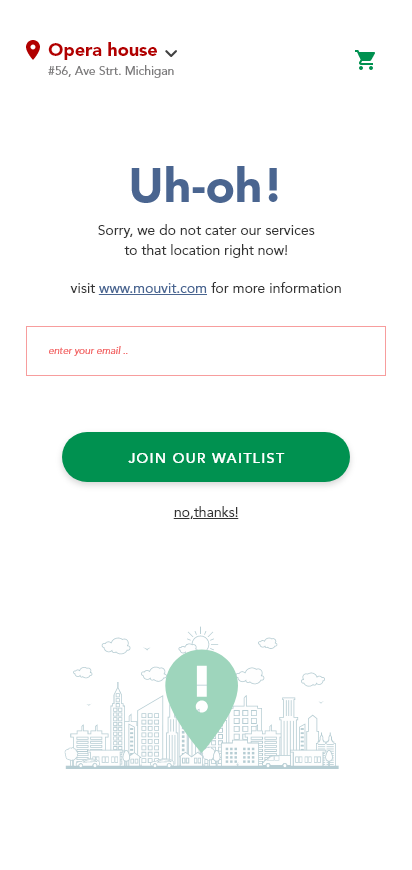 Opera house
#56, Ave Strt. Michigan
Uh-oh!
Sorry, we do not cater our services
to that location right now!
visit www.mouvit.com for more information
enter your email ..
JOIN OUR WAITLIST
no,thanks!
!